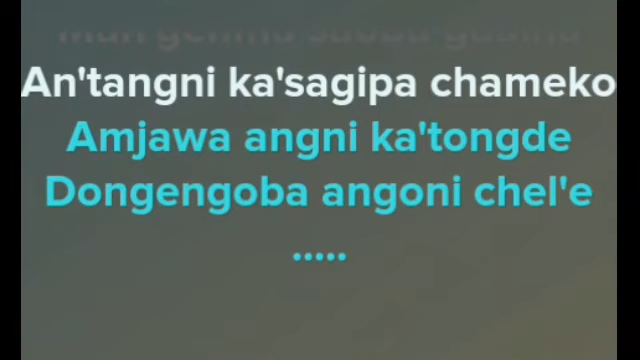 An'tangni ka'sagipa chameko
Amjawa angni ka'tongde
Dongengoba angoni chel'e
.....